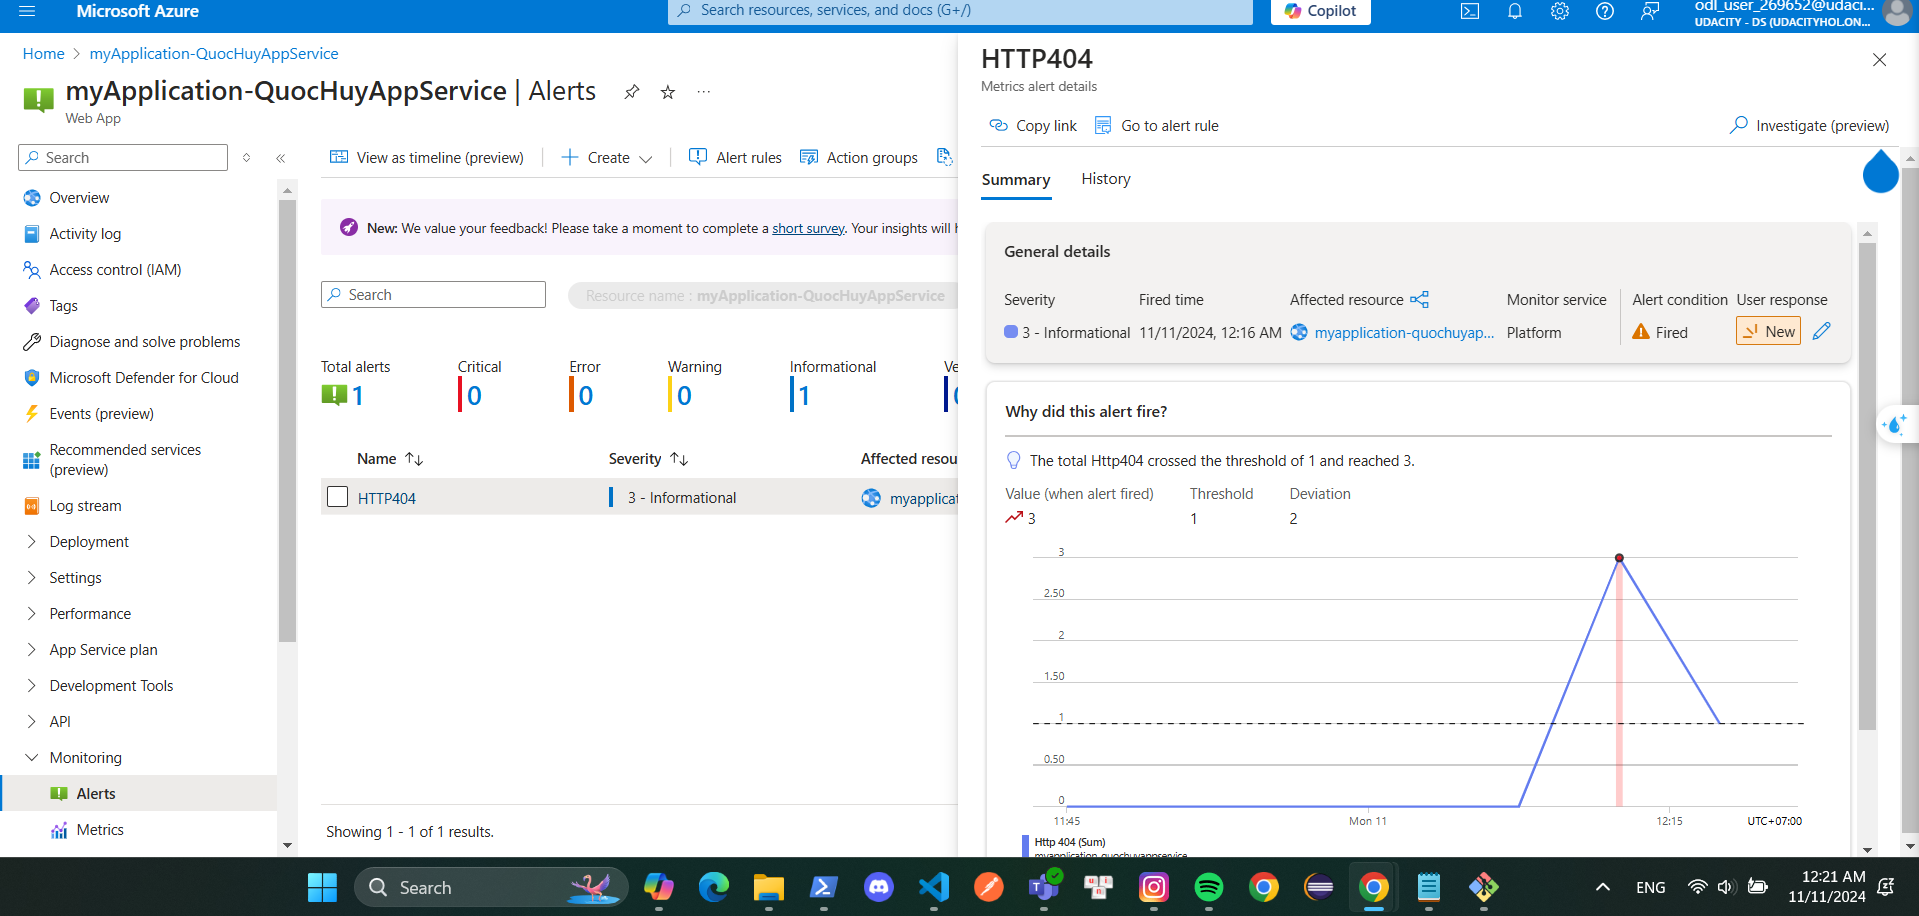 Microsoft Azure
Search resources, services, and docs (G+/)
Copilot
odl_user_269652@udaci...
UDACITY - DS (UDACITYHOL.ON...
Home > myApplication-QuocHuyAppService
myApplication-QuocHuyAppService | Alerts
Web App
Search
Overview
Activity log
Access control (IAM)
Tags
Diagnose and solve problems
Microsoft Defender for Cloud
Events (preview)
Recommended services
(preview)
Log stream
Deployment
Settings
Performance
App Service plan
Development Tools
API
Monitoring
Alerts
Metrics
View as timeline (preview) Create Alert rules Action groups
New: We value your feedback! Please take a moment to complete a short survey. Your insights will
Search
Resource name : myApplication-QuocHuyAppService
Total alerts Critical Error Warning Informational Ve
1 0 0 0 1
Name Severity Affected resou
HTTP404 3 - Informational myapplicat
Showing 1 - 1 of 1 results.
HTTP404
Metrics alert details
Copy link Go to alert rule Investigate (preview)
Summary History
General details
Severity Fired time Affected resource Monitor service Alert condition User response
3 - Informational 11/11/2024, 12:16 AM myapplication-quochuyap... Platform Fired New
Why did this alert fire?
The total Http404 crossed the threshold of 1 and reached 3.
Value (when alert fired) Threshold Deviation
3 1 2
3
2.50
2
1.50
1
0.50
0
11:45 Mon 11 12:15 UTC+07:00
Http 404 (Sum)
myapplication-quochuyappservice
Search
ENG
12:21 AM
11/11/2024